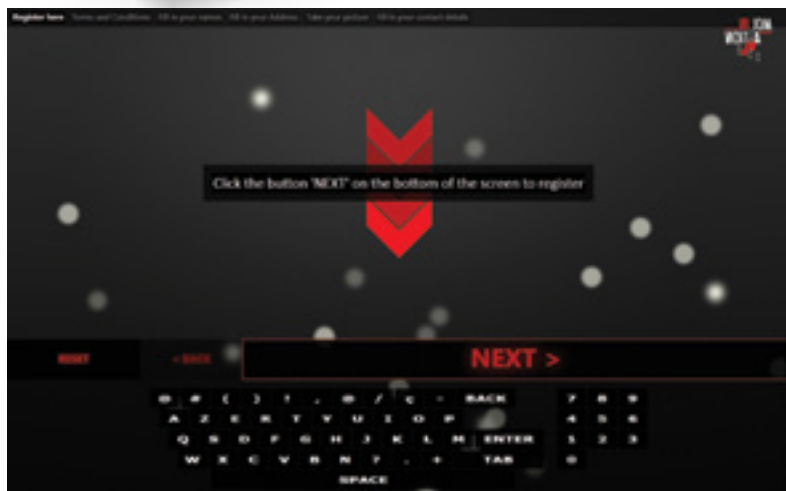 Register here Terms and Conditions Fill in your names Fill in your Address Take your picture Fill in your contact details
Click the button "NEXT" on the bottom of the screen to register
RESET < BACK NEXT >
@ # ( ) ! , @ / ç - BACK 7 8 9
A Z E R T Y U I O P 4 5 6
Q S D F G H J K L M ENTER 1 2 3
W X C V B N ? . + TAB 0
SPACE